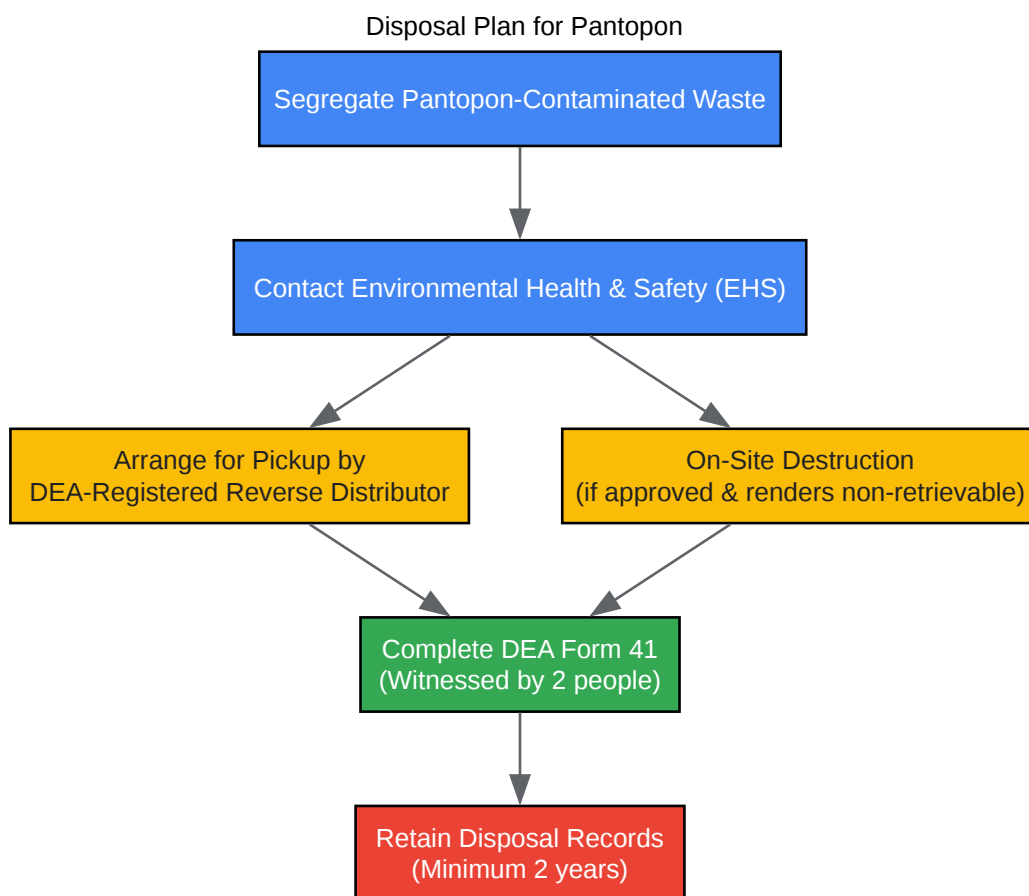 Disposal Plan for Pantopon
Segregate Pantopon-Contaminated Waste
Contact Environmental Health & Safety (EHS)
Arrange for Pickup by
DEA-Registered Reverse Distributor
On-Site Destruction
(if approved & renders non-retrievable)
Complete DEA Form 41
(Witnessed by 2 people)
Retain Disposal Records
(Minimum 2 years)